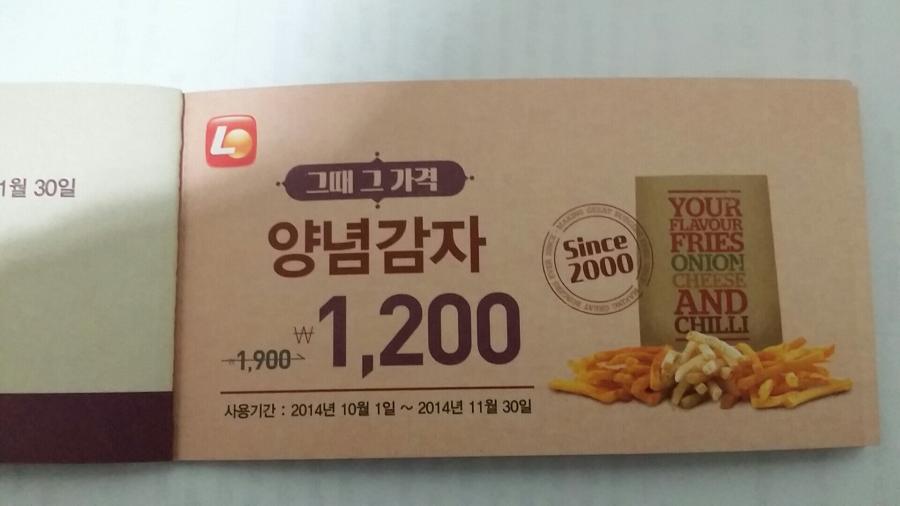 1월 30일
L
그때 그 가격
양념감자
₩1,200
₩1,900
사용기간 : 2014년 10월 1일 ~ 2014년 11월 30일
Since
2000
YOUR
FLAVOUR
FRIES
ONION
CHEESE
AND
CHILLI